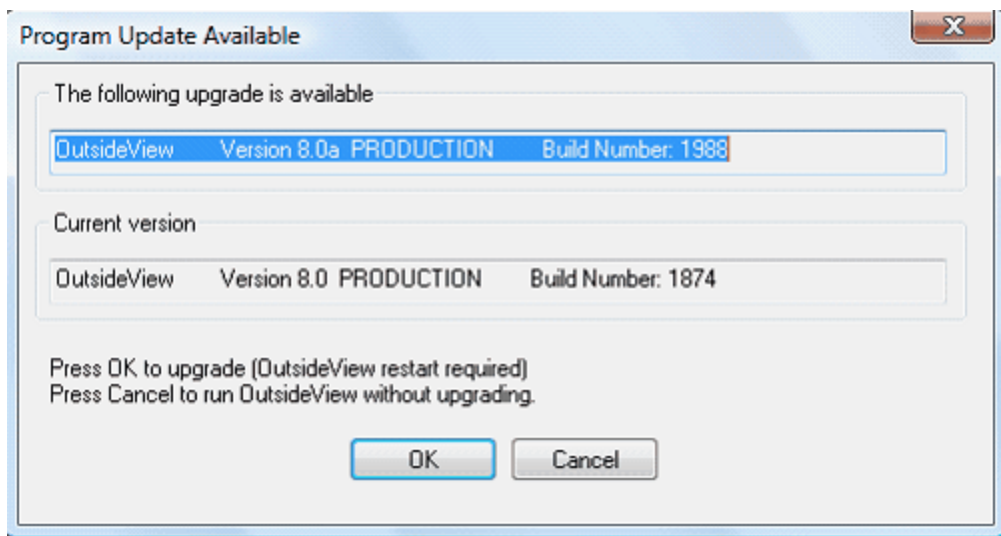 Program Update Available
The following upgrade is available
OutsideView Version 8.0a PRODUCTION Build Number: 1988
Current version
OutsideView Version 8.0 PRODUCTION Build Number: 1874
Press OK to upgrade (OutsideView restart required)
Press Cancel to run OutsideView without upgrading.
OK Cancel